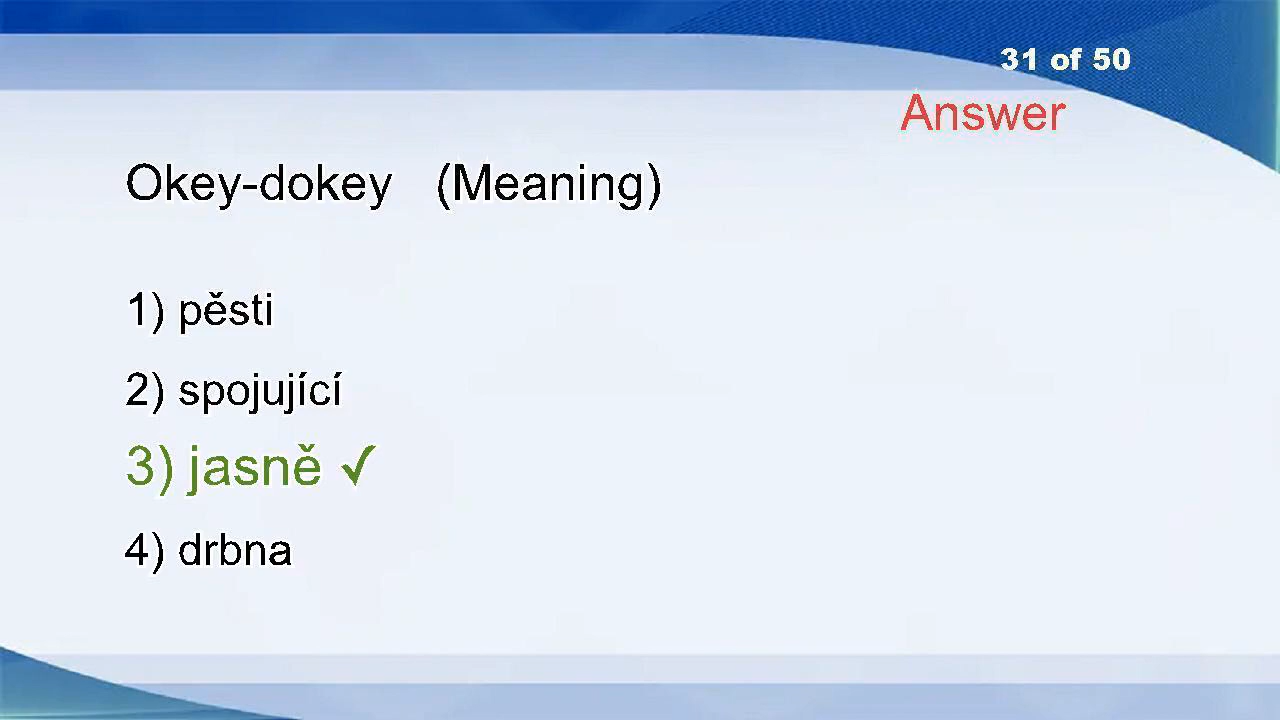 31 of 50
Answer
Okey-dokey (Meaning)
1) pěsti
2) spojující
3) jasně ✓
4) drbna